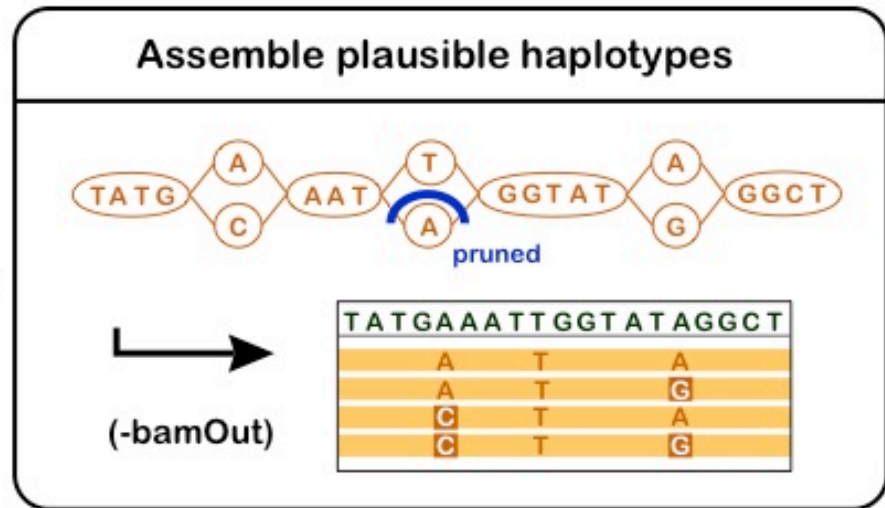 Assemble plausible haplotypes
A T A
TATG AAT GGTAT GGCT
C A G
pruned
TATGAAATTGGTATAGGCT
A T A
A T G
(-bamOut) C T A
C T G